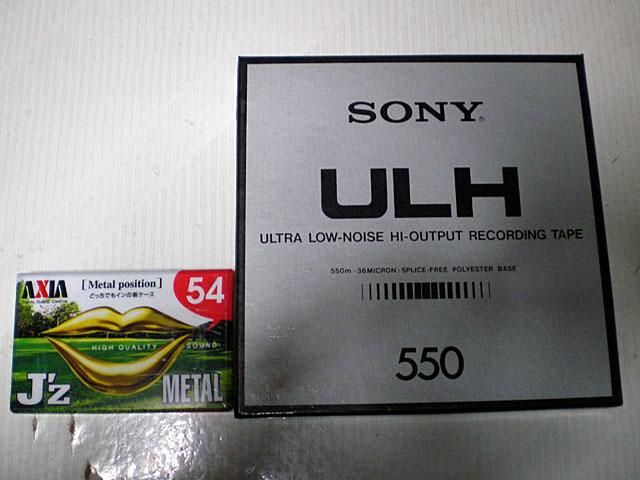 SONY
ULH
ULTRA LOW-NOISE HI-OUTPUT RECORDING TAPE
550m · 36MICRON · SPLICE-FREE POLYESTER BASE
550
AXIA
[Metal position]
どっちでもインの新ケース
54
HIGH QUALITY SOUND
J'z
METAL